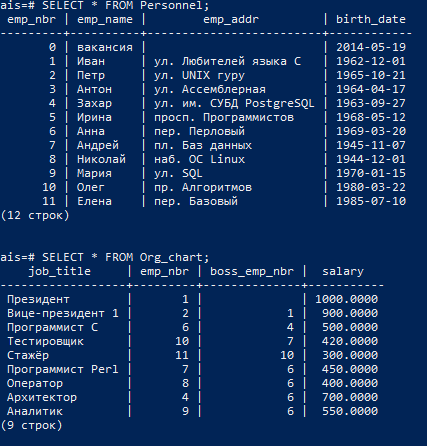 ais=# SELECT * FROM Personnel;
emp_nbr | emp_name | emp_addr | birth_date
---------+----------+-------------------------+------------
0 | вакансия | | 2014-05-19
1 | Иван | ул. Любителей языка C | 1962-12-01
2 | Петр | ул. UNIX гуру | 1965-10-21
3 | Антон | ул. Ассемблерная | 1964-04-17
4 | Захар | ул. им. СУБД PostgreSQL | 1963-09-27
5 | Ирина | просп. Программистов | 1968-05-12
6 | Анна | пер. Перловый | 1969-03-20
7 | Андрей | пл. Баз данных | 1945-11-07
8 | Николай | наб. ОС Linux | 1944-12-01
9 | Мария | ул. SQL | 1970-01-15
10 | Олег | пр. Алгоритмов | 1980-03-22
11 | Елена | пер. Базовый | 1985-07-10
(12 строк)
ais=# SELECT * FROM Org_chart;
job_title | emp_nbr | boss_emp_nbr | salary
------------------+---------+--------------+-----------
Президент | 1 | | 1000.0000
Вице-президент 1 | 2 | 1 | 900.0000
Программист C | 6 | 4 | 500.0000
Тестировщик | 10 | 7 | 420.0000
Стажёр | 11 | 10 | 300.0000
Программист Perl | 7 | 6 | 450.0000
Оператор | 8 | 6 | 400.0000
Архитектор | 4 | 6 | 700.0000
Аналитик | 9 | 6 | 550.0000
(9 строк)